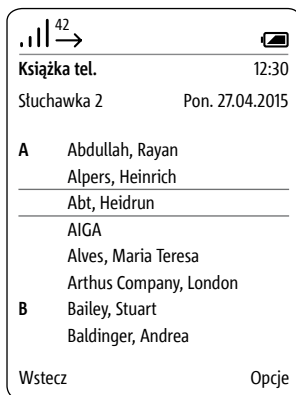 42
Książka tel. 12:30
Słuchawka 2 Pon. 27.04.2015
A Abdullah, Rayan
Alpers, Heinrich
Abt, Heidrun
AIGA
Alves, Maria Teresa
Arthus Company, London
B Bailey, Stuart
Baldinger, Andrea
Wstecz Opcje